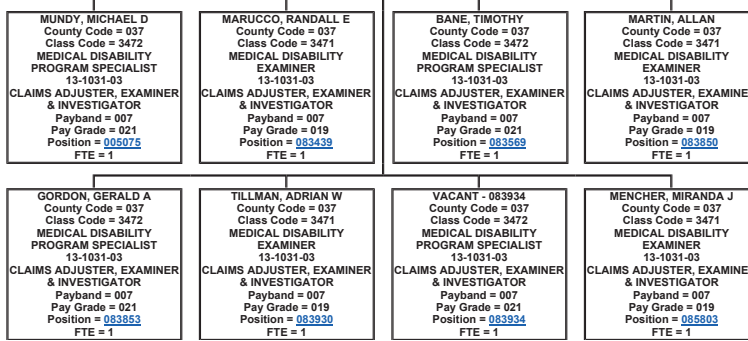 MUNDY, MICHAEL D
County Code = 037
Class Code = 3472
MEDICAL DISABILITY
PROGRAM SPECIALIST
13-1031-03
CLAIMS ADJUSTER, EXAMINER
& INVESTIGATOR
Payband = 007
Pay Grade = 021
Position = 005075
FTE = 1
MARUCCO, RANDALL E
County Code = 037
Class Code = 3471
MEDICAL DISABILITY
EXAMINER
13-1031-03
CLAIMS ADJUSTER, EXAMINER
& INVESTIGATOR
Payband = 007
Pay Grade = 019
Position = 083439
FTE = 1
BANE, TIMOTHY
County Code = 037
Class Code = 3472
MEDICAL DISABILITY
PROGRAM SPECIALIST
13-1031-03
CLAIMS ADJUSTER, EXAMINER
& INVESTIGATOR
Payband = 007
Pay Grade = 021
Position = 083569
FTE = 1
MARTIN, ALLAN
County Code = 037
Class Code = 3471
MEDICAL DISABILITY
EXAMINER
13-1031-03
CLAIMS ADJUSTER, EXAMINE
& INVESTIGATOR
Payband = 007
Pay Grade = 019
Position = 083850
FTE = 1
GORDON, GERALD A
County Code = 037
Class Code = 3472
MEDICAL DISABILITY
PROGRAM SPECIALIST
13-1031-03
CLAIMS ADJUSTER, EXAMINER
& INVESTIGATOR
Payband = 007
Pay Grade = 021
Position = 083853
FTE = 1
TILLMAN, ADRIAN W
County Code = 037
Class Code = 3471
MEDICAL DISABILITY
EXAMINER
13-1031-03
CLAIMS ADJUSTER, EXAMINER
& INVESTIGATOR
Payband = 007
Pay Grade = 019
Position = 083930
FTE = 1
VACANT - 083934
County Code = 037
Class Code = 3472
MEDICAL DISABILITY
PROGRAM SPECIALIST
13-1031-03
CLAIMS ADJUSTER, EXAMINER
& INVESTIGATOR
Payband = 007
Pay Grade = 021
Position = 083934
FTE = 1
MENCHER, MIRANDA J
County Code = 037
Class Code = 3471
MEDICAL DISABILITY
EXAMINER
13-1031-03
CLAIMS ADJUSTER, EXAMINE
& INVESTIGATOR
Payband = 007
Pay Grade = 019
Position = 085803
FTE = 1